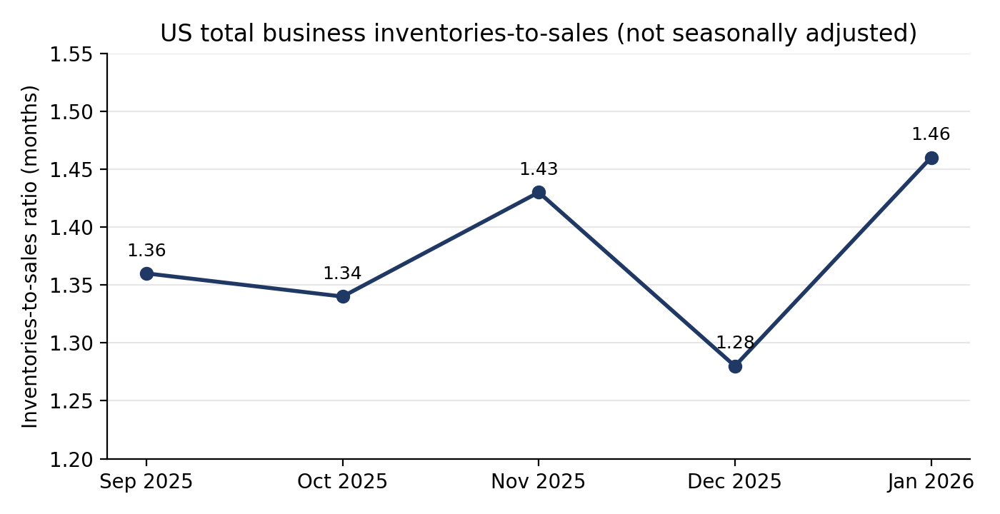 US total business inventories-to-sales (not seasonally adjusted)
Inventories-to-sales ratio (months)
1.55
1.50
1.45
1.40
1.35
1.30
1.25
1.20
1.36
1.34
1.43
1.28
1.46
Sep 2025
Oct 2025
Nov 2025
Dec 2025
Jan 2026